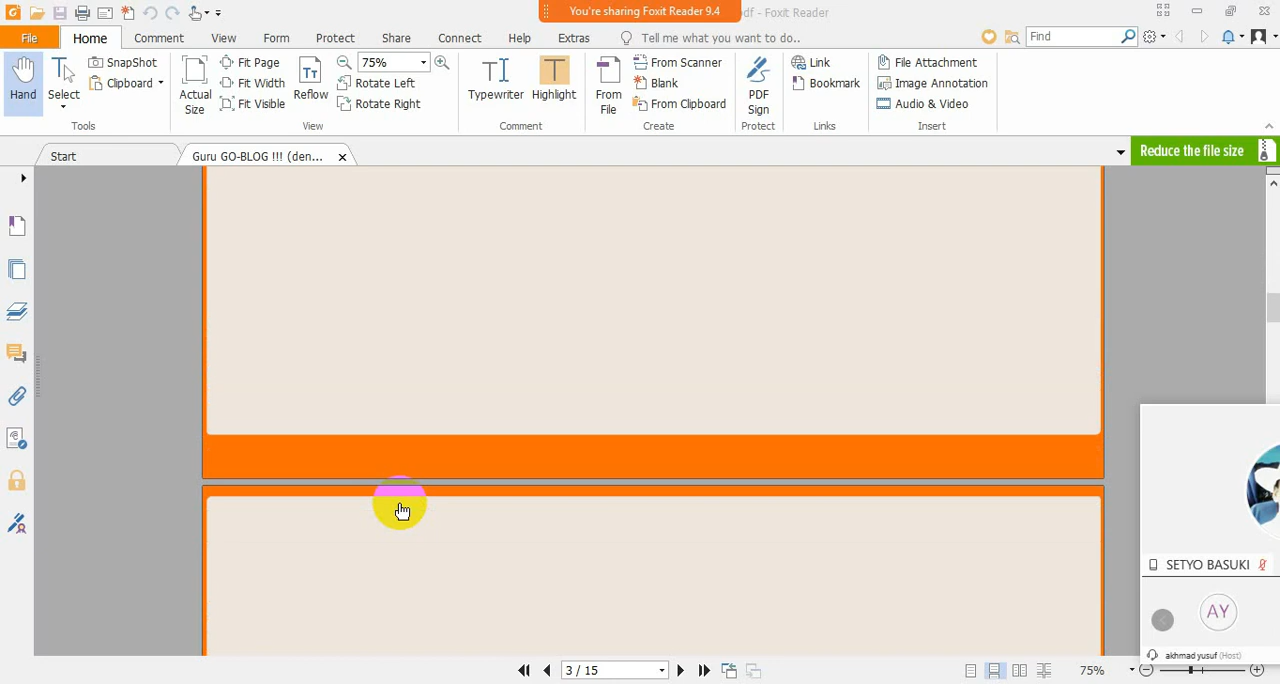 You're sharing Foxit Reader 9.4
pdf - Foxit Reader
File
Home
Comment
View
Form
Protect
Share
Connect
Help
Extras
Tell me what you want to do..
Find
Hand
Select
SnapShot
Clipboard
Tools
Actual
Size
Fit Page
Fit Width
Fit Visible
Reflow
75%
Rotate Left
Rotate Right
View
Typewriter
Highlight
Comment
From
File
From Scanner
Blank
From Clipboard
Create
PDF
Sign
Protect
Link
Bookmark
Links
File Attachment
Image Annotation
Audio & Video
Insert
Start
Guru GO-BLOG !!! (den...
Reduce the file size
SETYO BASUKI
AY
akhmad yusuf (Host)
3 / 15
75%